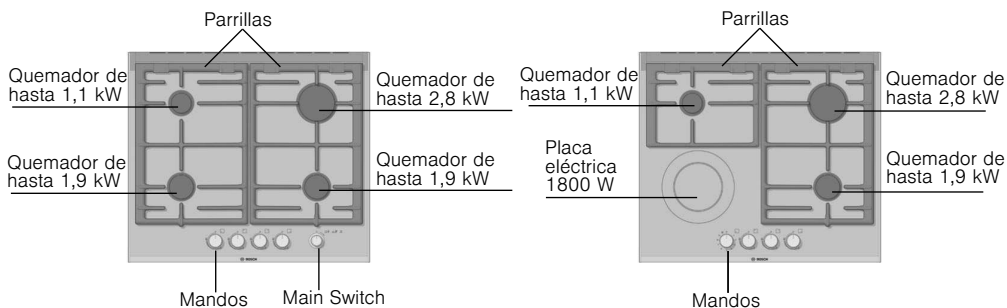 Parrillas
Quemador de
hasta 1,1 kW
Quemador de
hasta 2,8 kW
Quemador de
hasta 1,9 kW
Quemador de
hasta 1,9 kW
Mandos
Main Switch
BOSCH
Parrillas
Quemador de
hasta 1,1 kW
Quemador de
hasta 2,8 kW
Placa
eléctrica
1800 W
Quemador de
hasta 1,9 kW
Mandos
BOSCH